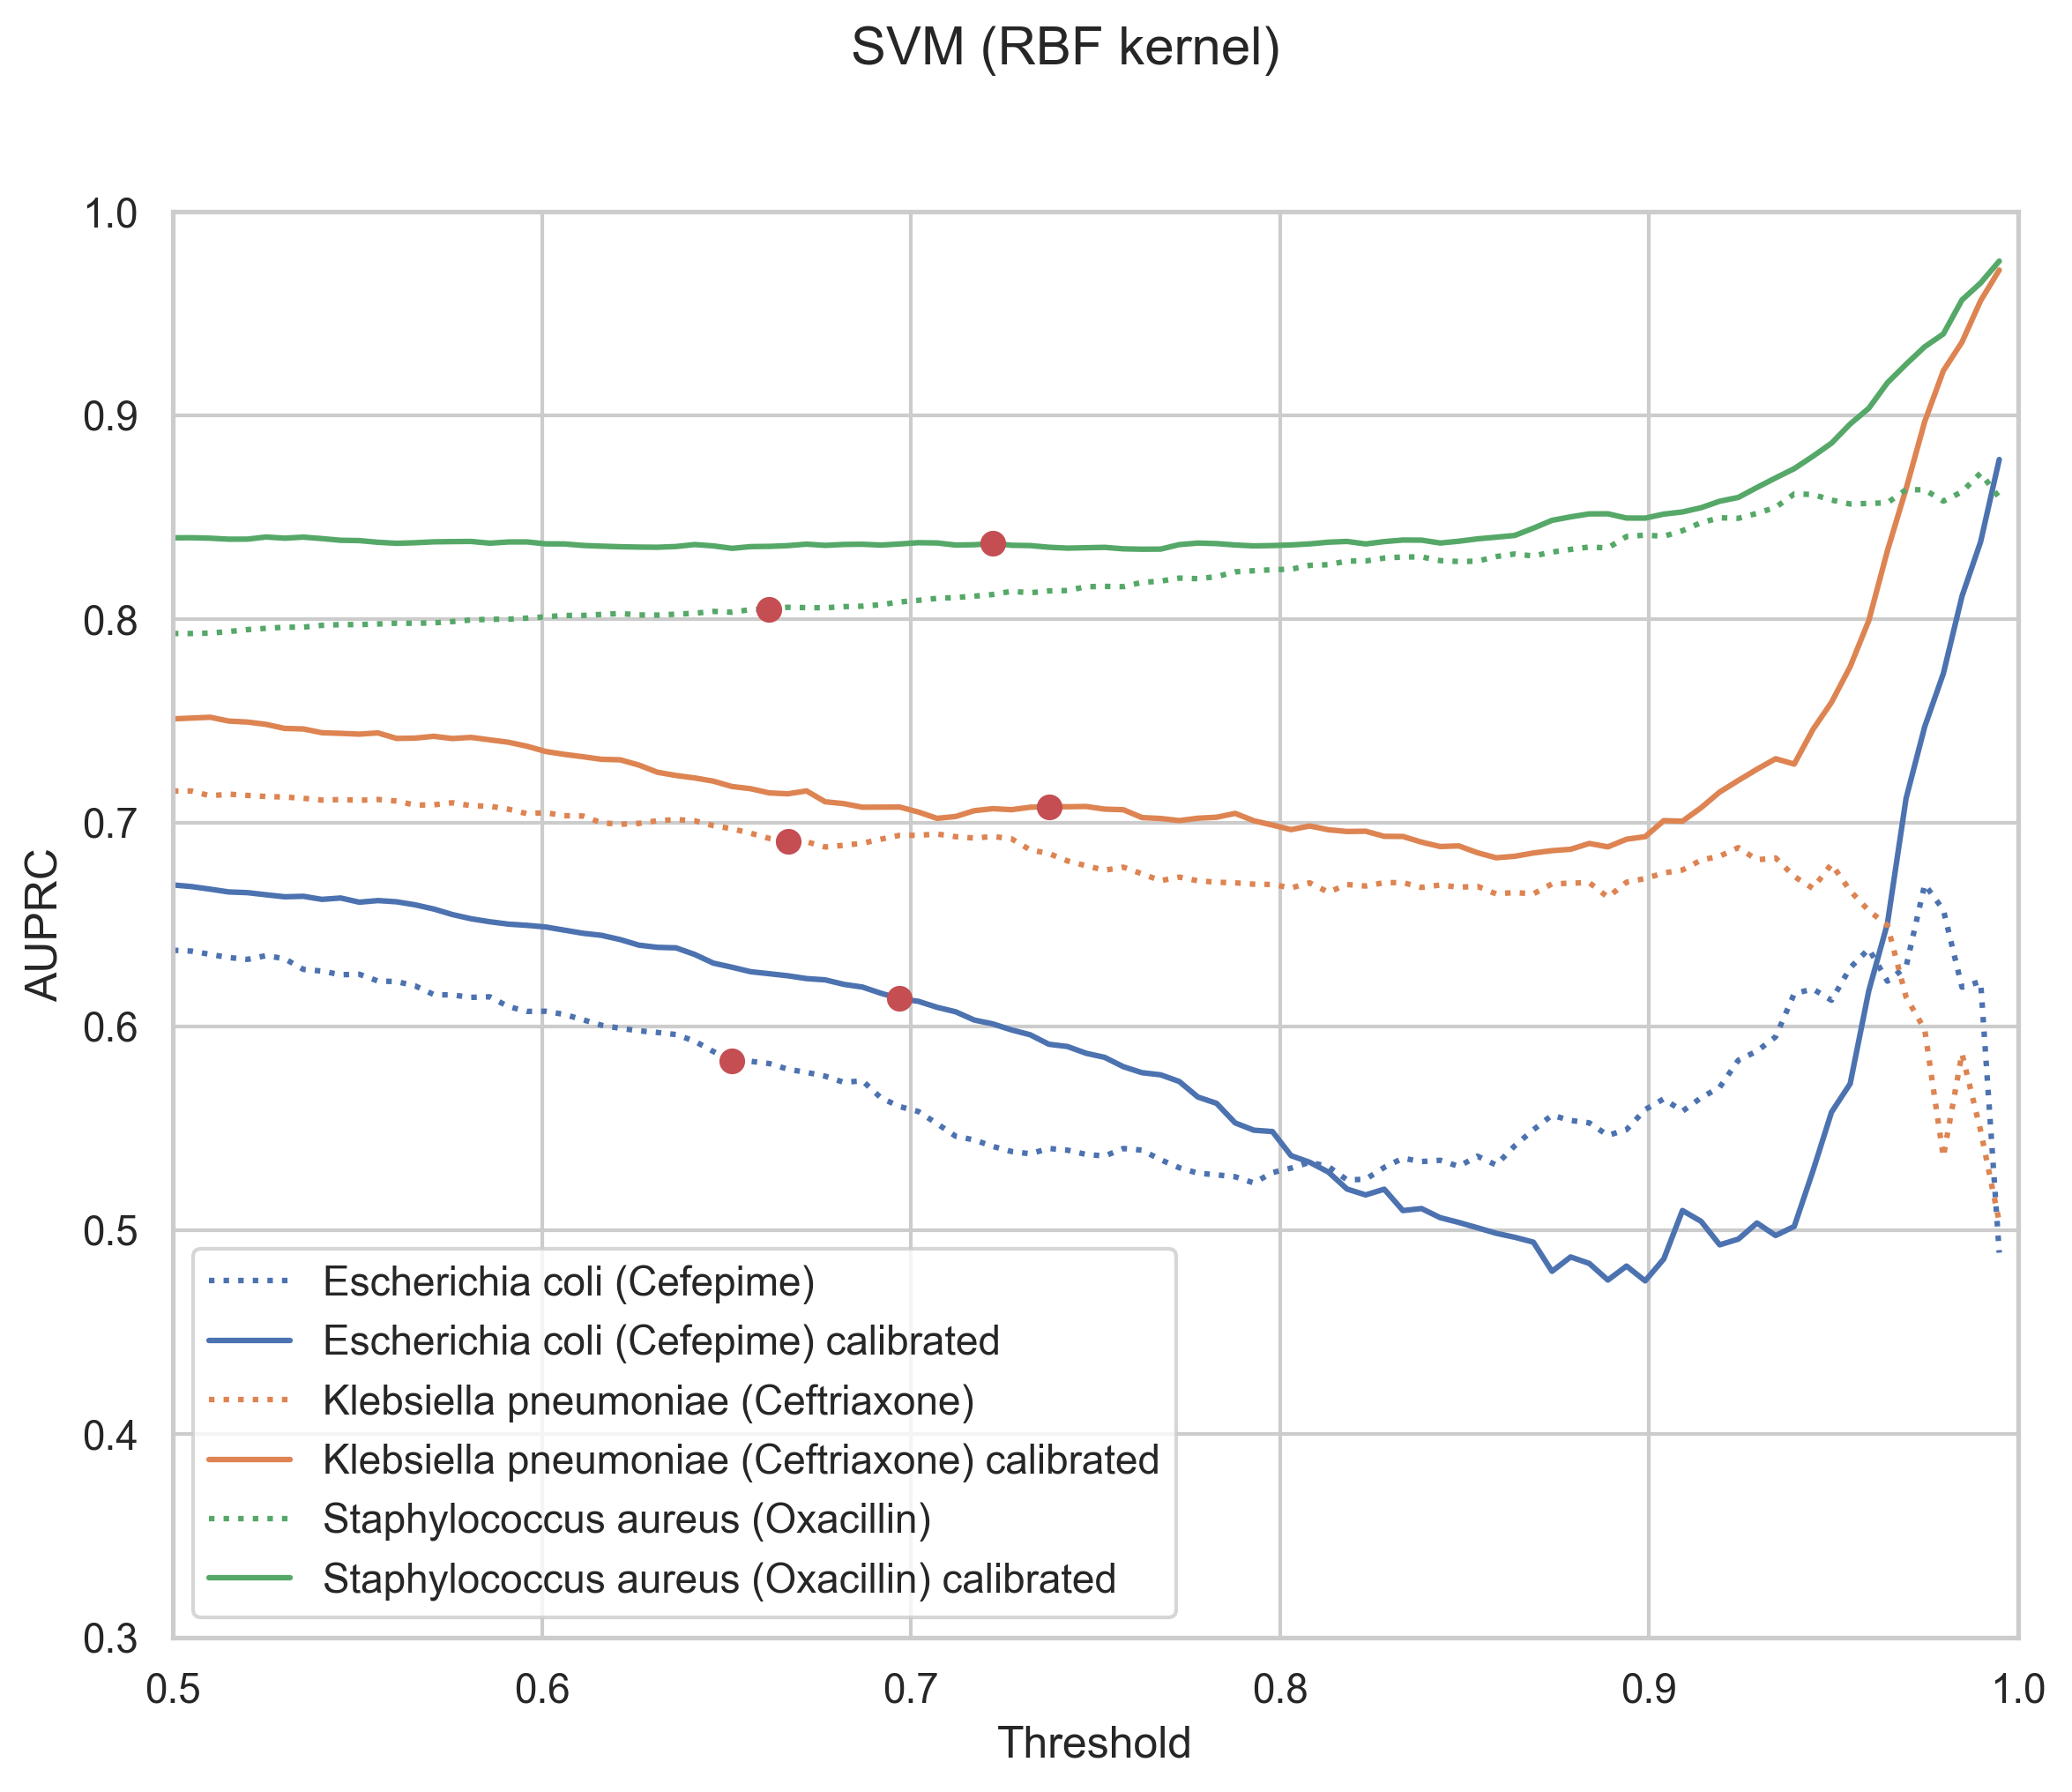 SVM (RBF kernel)
1.0
0.9
0.8
0.7
0.6
0.5
0.4
0.3
AUPRC
Escherichia coli (Cefepime)
Escherichia coli (Cefepime) calibrated
Klebsiella pneumoniae (Ceftriaxone)
Klebsiella pneumoniae (Ceftriaxone) calibrated
Staphylococcus aureus (Oxacillin)
Staphylococcus aureus (Oxacillin) calibrated
0.5 0.6 0.7 0.8 0.9 1.0
Threshold